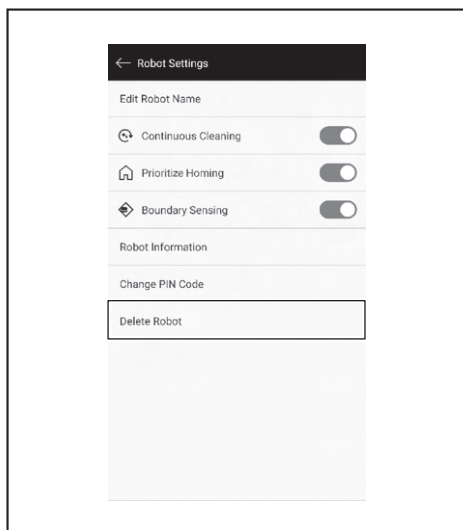 Robot Settings
Edit Robot Name
Continuous Cleaning
Prioritize Homing
Boundary Sensing
Robot Information
Change PIN Code
Delete Robot